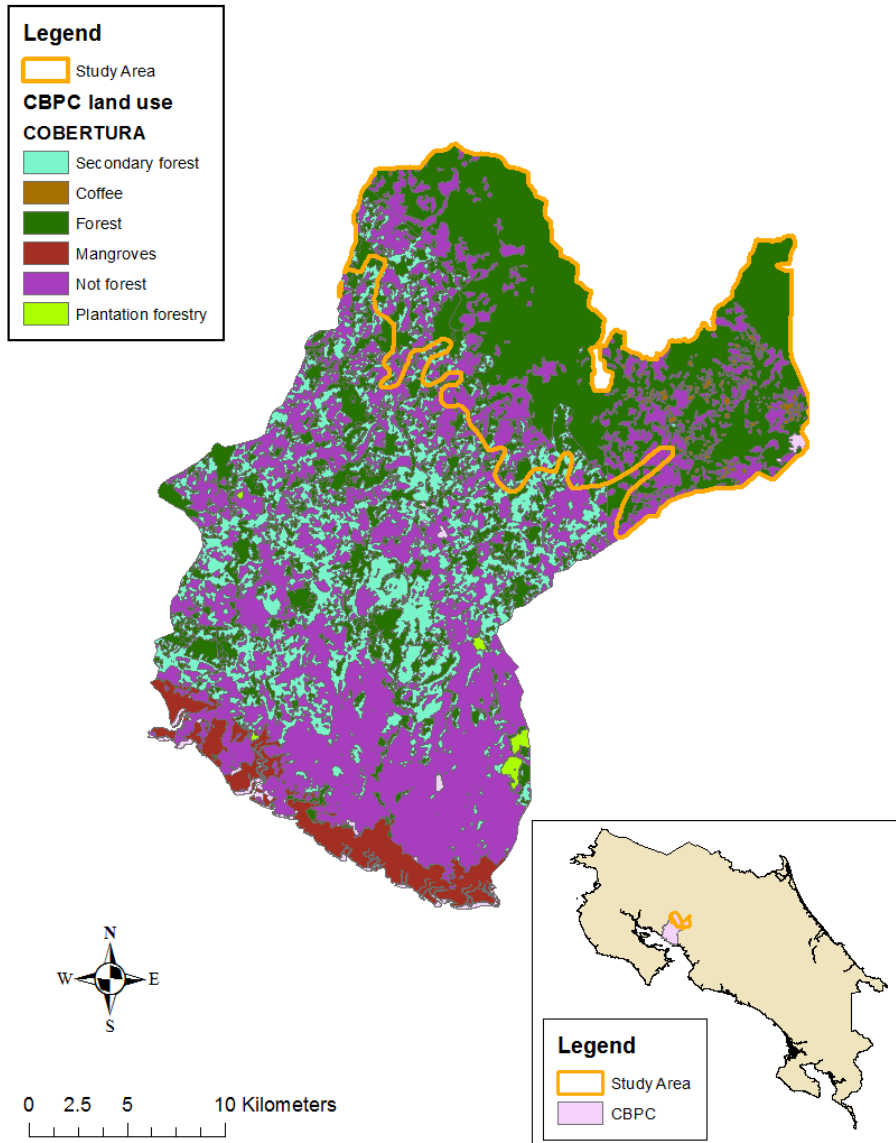 Legend
Study Area
CBPC land use
COBERTURA
Secondary forest
Coffee
Forest
Mangroves
Not forest
Plantation forestry
N
W E
S
0 2.5 5 10 Kilometers
Legend
Study Area
CBPC